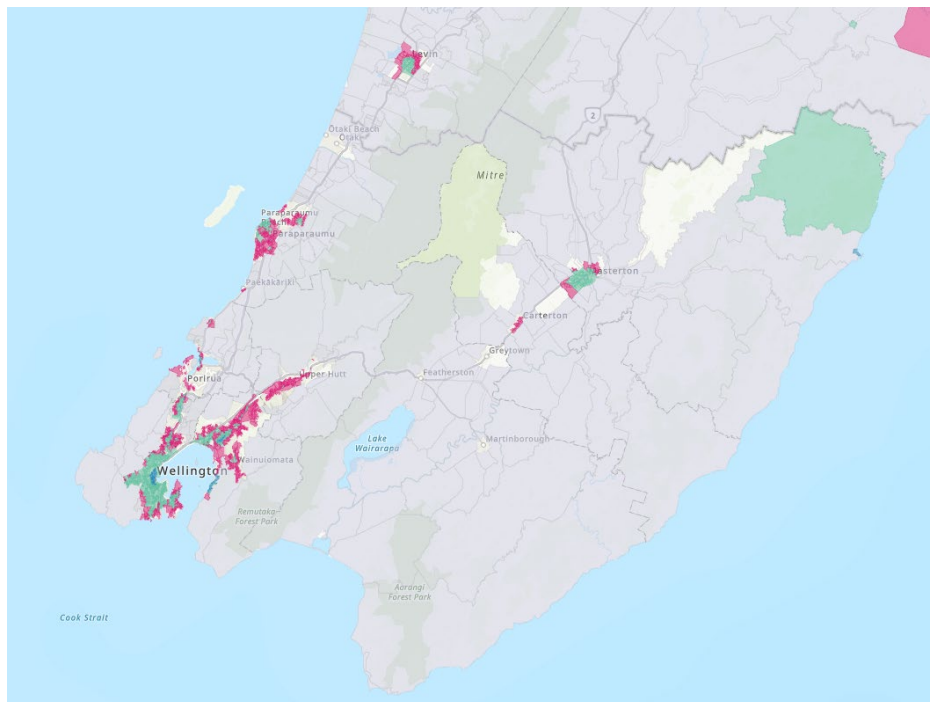 Levin
2
Ōtaki Beach
Ōtaki
Mitre
Paraparaumu
Paraparaumu
Masterton
Paekākāriki
Carterton
Greytown
Porirua
Upper Hutt
Featherston
Lake
Wairarapa
Martinborough
Wainuiomata
Wellington
Remutaka
Forest Park
Aorangi
Forest Park
Cook Strait